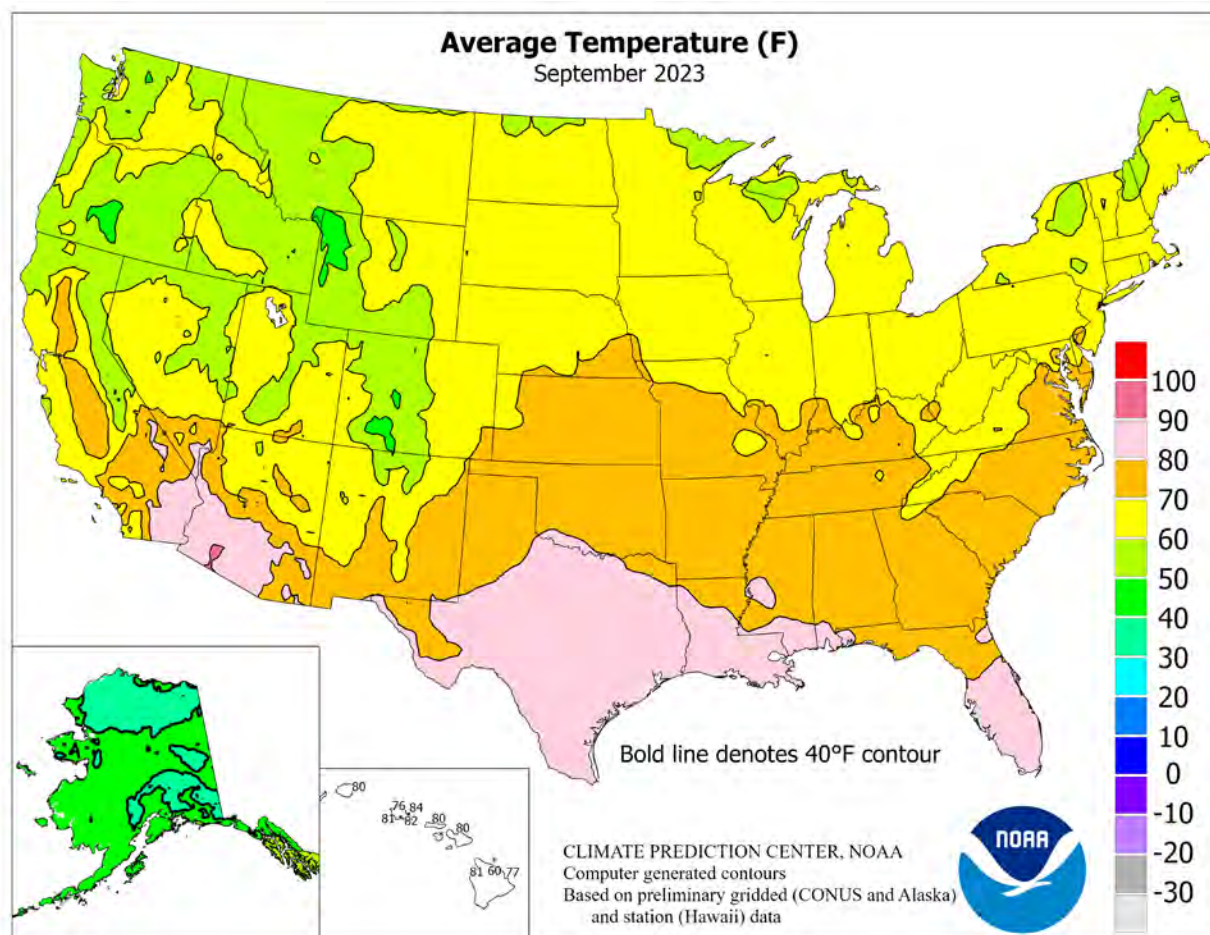 Average Temperature (F)
September 2023
100
90
80
70
60
50
40
30
20
10
0
-10
-20
-30
Bold line denotes 40°F contour
80
76 84
81 82
80
80
81 60 77
CLIMATE PREDICTION CENTER, NOAA
Computer generated contours
Based on preliminary gridded (CONUS and Alaska)
and station (Hawaii) data
NOAA